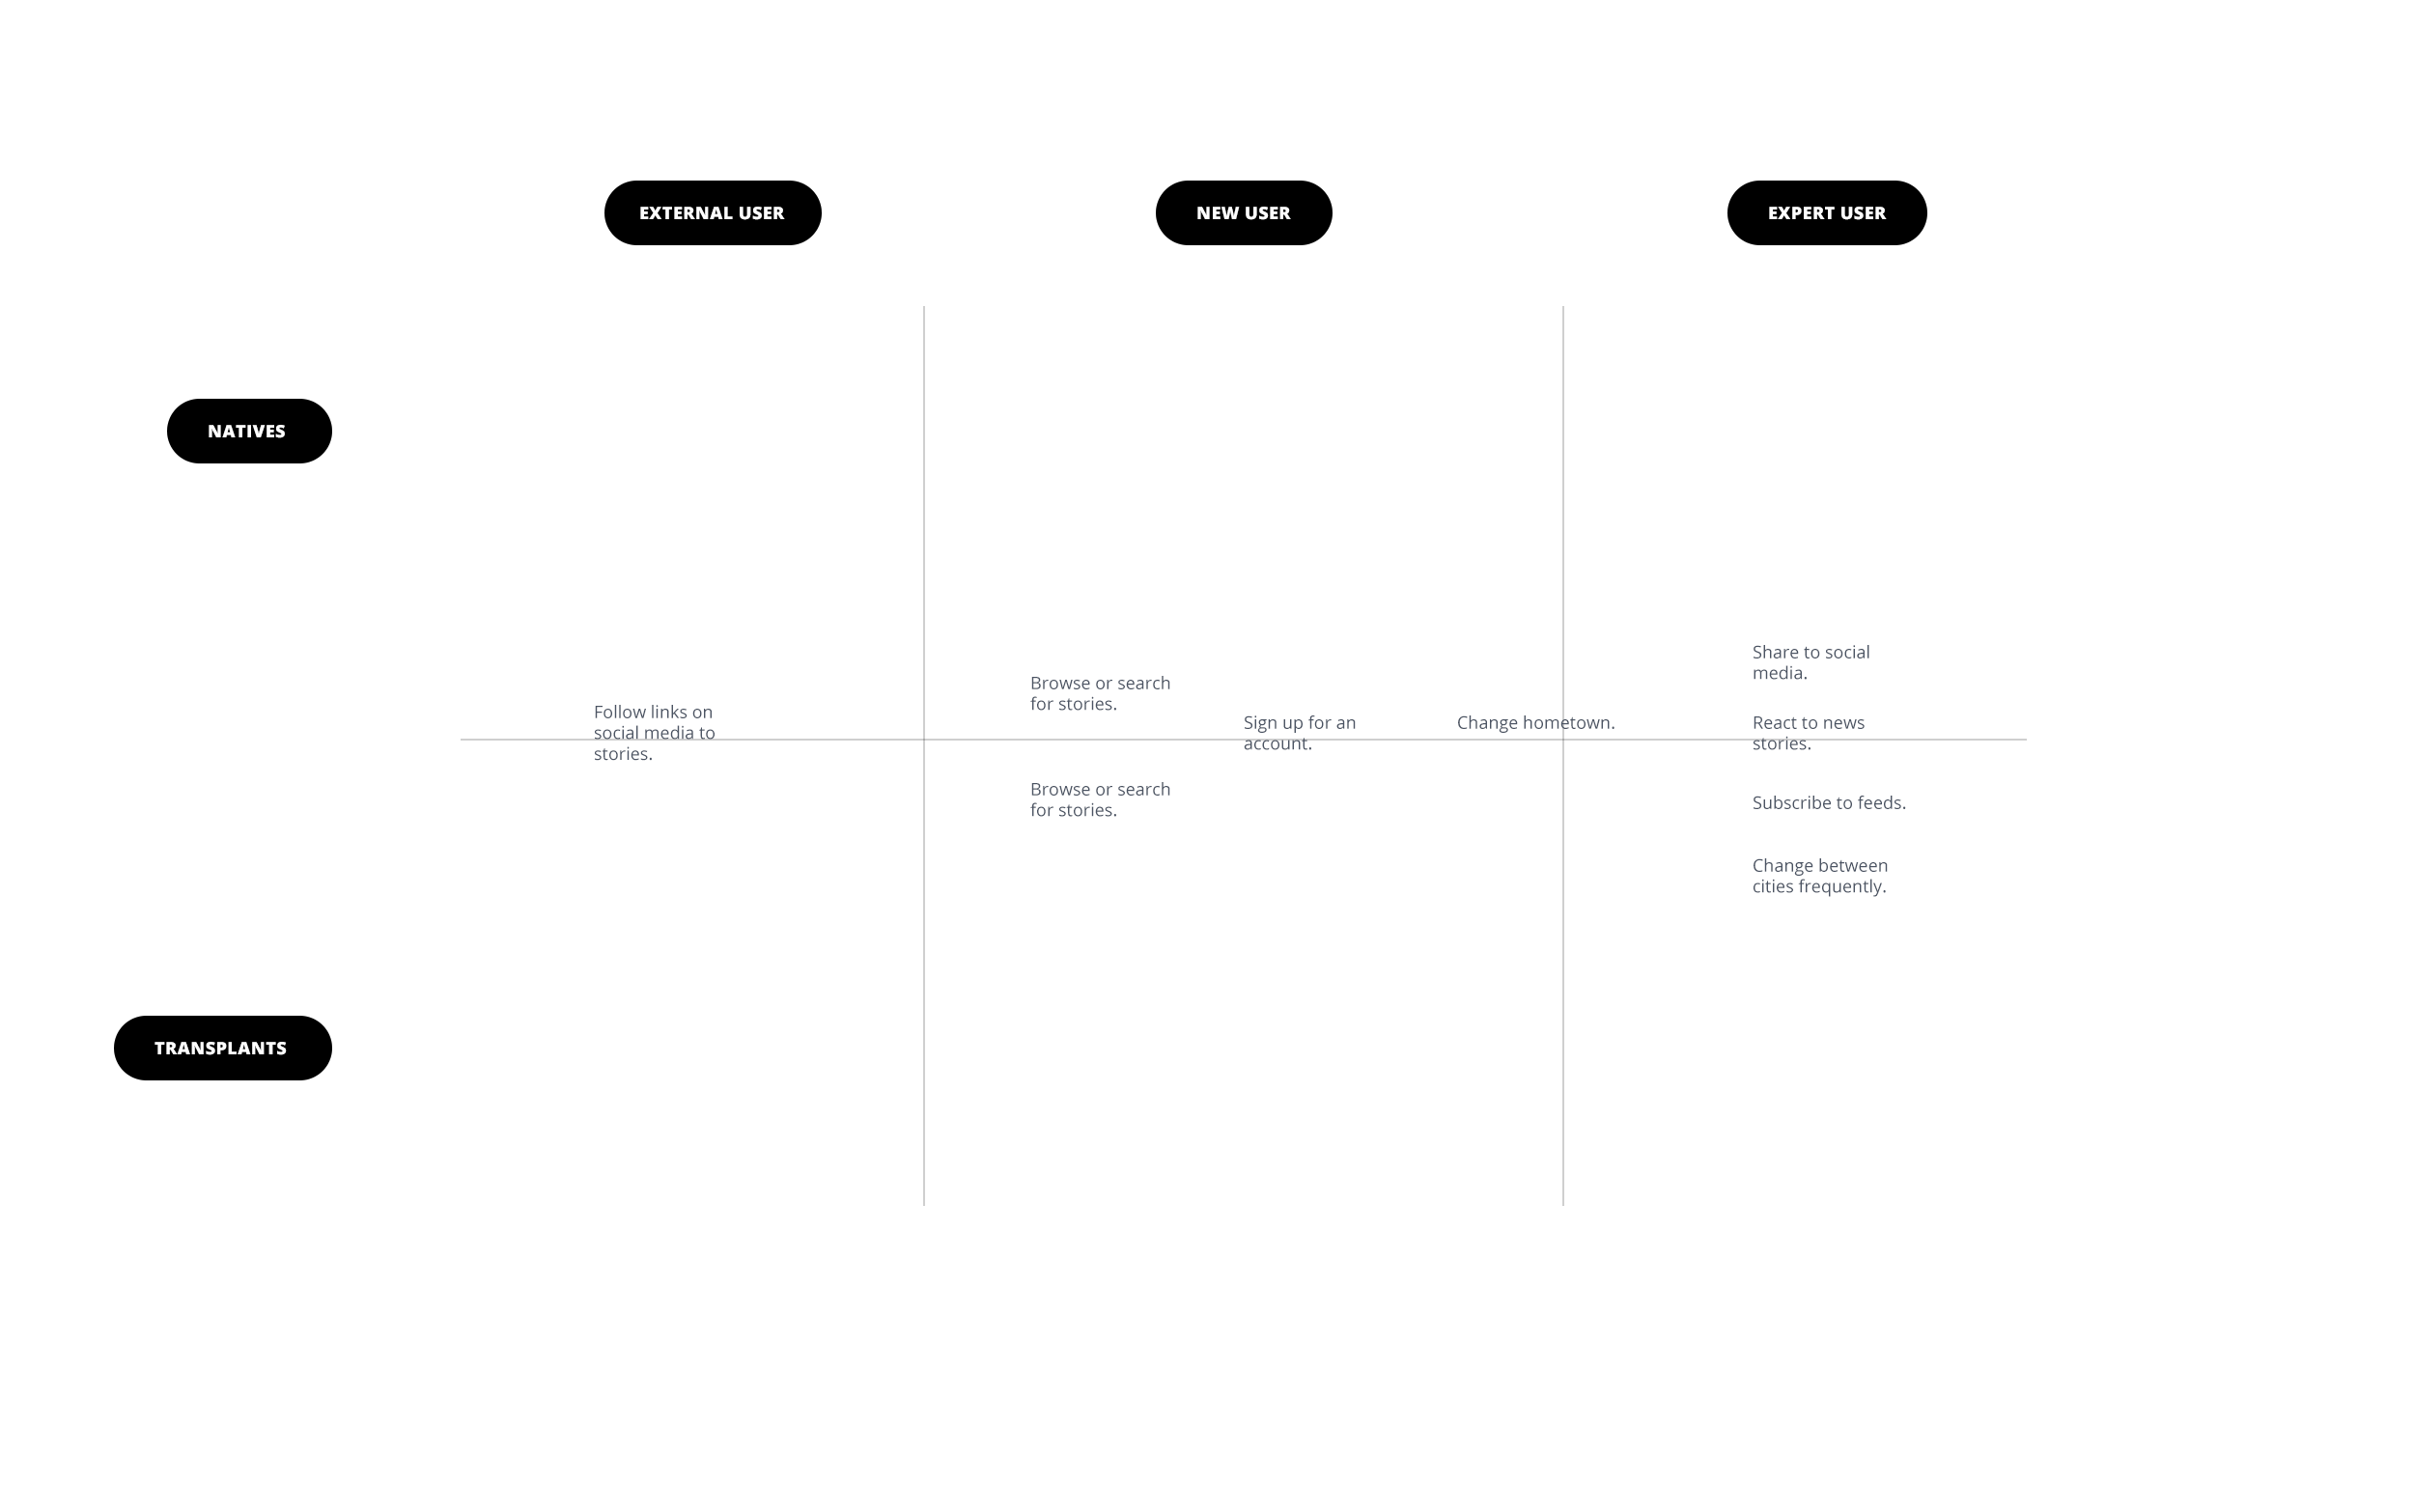 EXTERNAL USER
NEW USER
EXPERT USER
NATIVES
Follow links on
social media to
stories.
Browse or search
for stories.
Browse or search
for stories.
Sign up for an
account.
Change hometown.
Share to social
media.
React to news
stories.
Subscribe to feeds.
Change between
cities frequently.
TRANSPLANTS